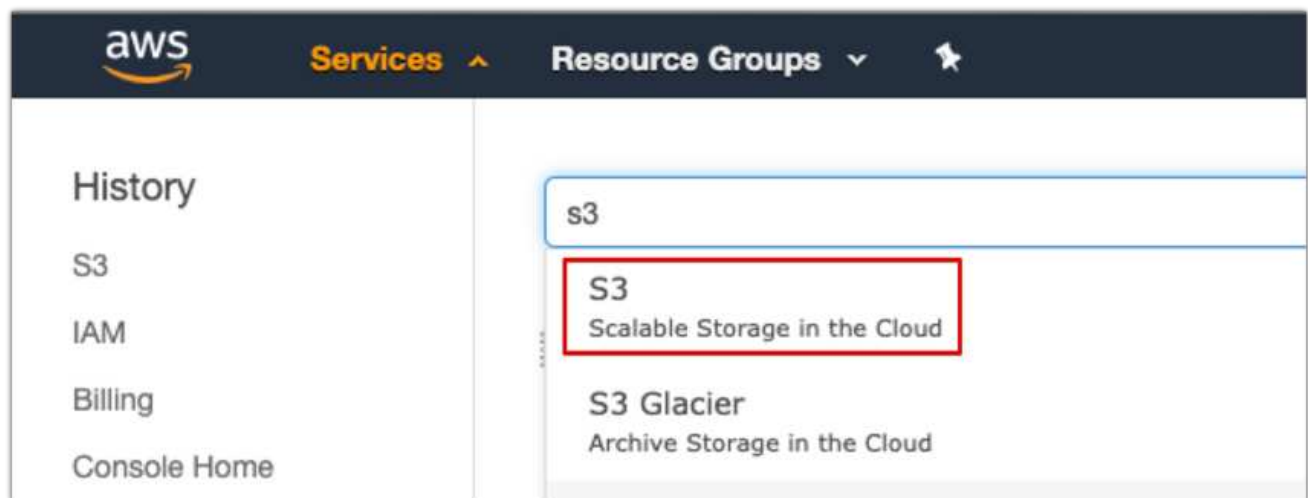 aws
Services
Resource Groups
History
S3
IAM
Billing
Console Home
s3
S3
Scalable Storage in the Cloud
S3 Glacier
Archive Storage in the Cloud